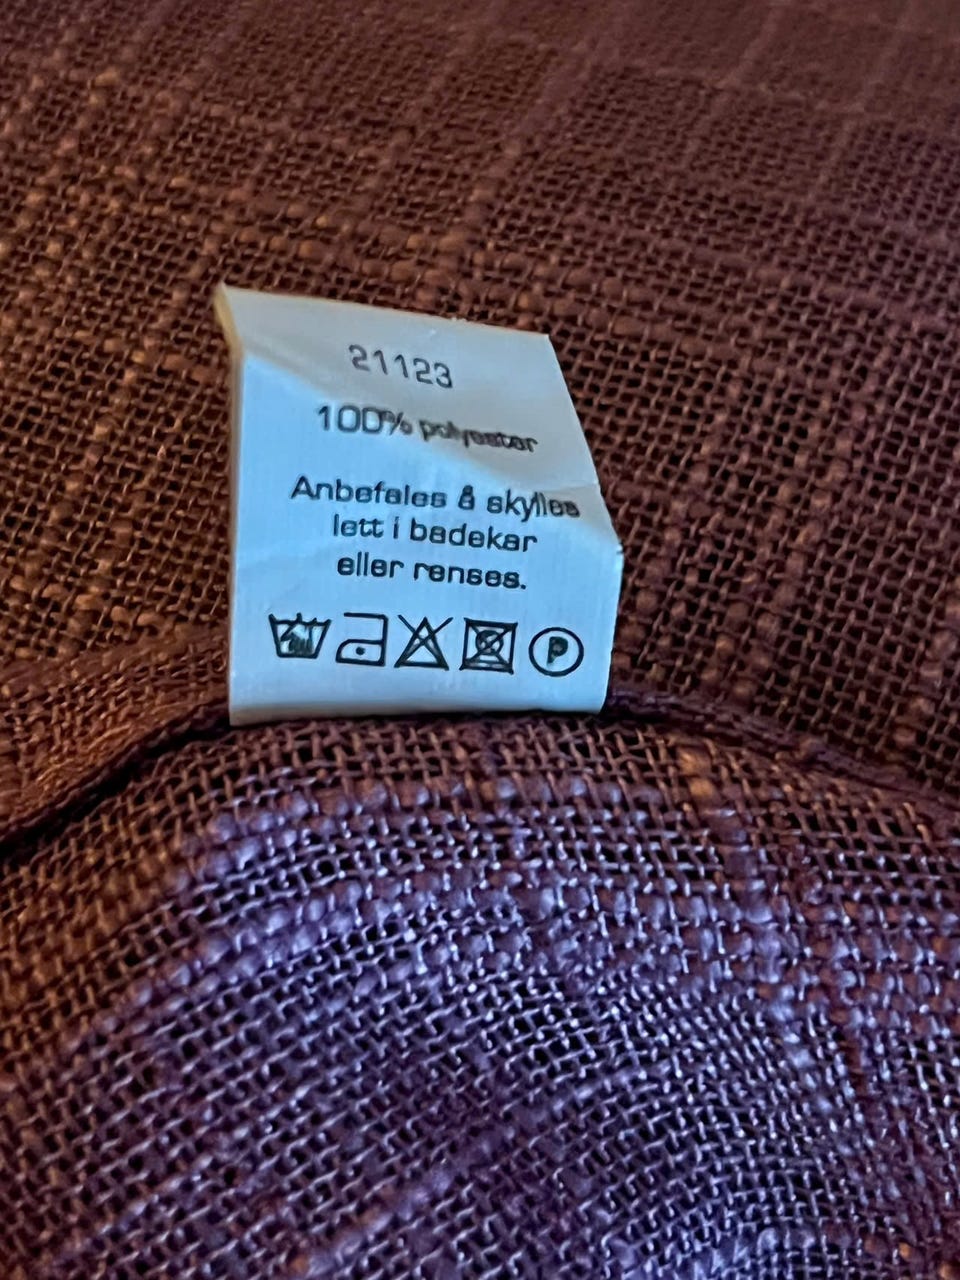 21123
100% polyester
Anbefales å skylles
lett i badekar
eller renses.
P